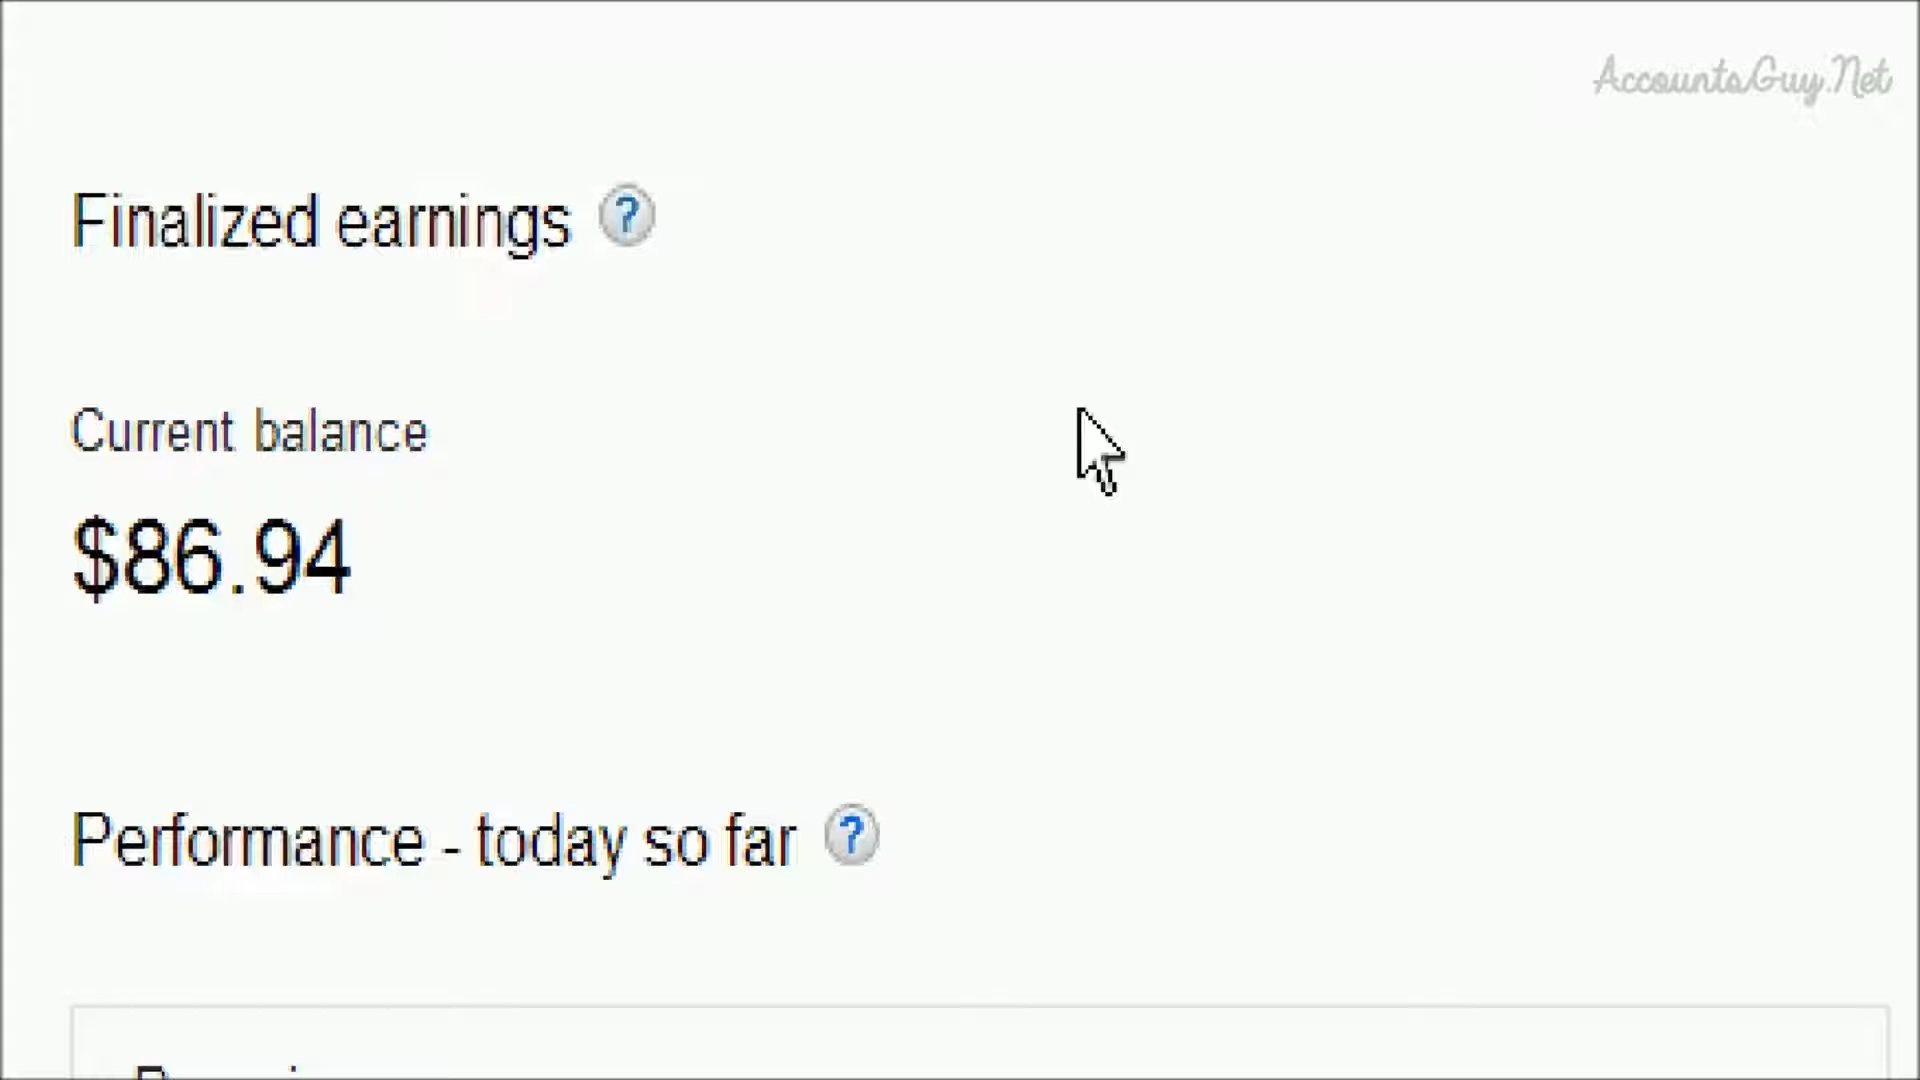 AccountsGuy.Net
Finalized earnings ?
Current balance
$86.94
Performance - today so far ?